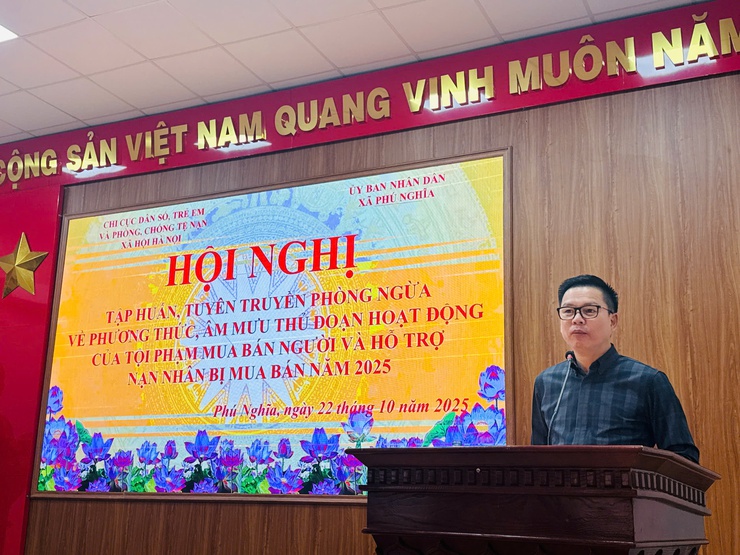 CỘNG SẢN VIỆT NAM QUANG VINH MUÔN NĂM
CHI CỤC DÂN SỐ, TRẺ EM
VÀ PHÒNG, CHỐNG TỆ NẠN
XÃ HỘI HÀ NỘI
ỦY BAN NHÂN DÂN
XÃ PHÚ NGHĨA
HỘI NGHỊ
TẬP HUẤN, TUYÊN TRUYỀN PHÒNG NGỪA
VỀ PHƯƠNG THỨC, ÂM MƯU THỦ ĐOẠN HOẠT ĐỘNG
CỦA TỘI PHẠM MUA BÁN NGƯỜI VÀ HỖ TRỢ
NẠN NHÂN BỊ MUA BÁN NĂM 2025
Phú Nghĩa, ngày 22 tháng 10 năm 2025